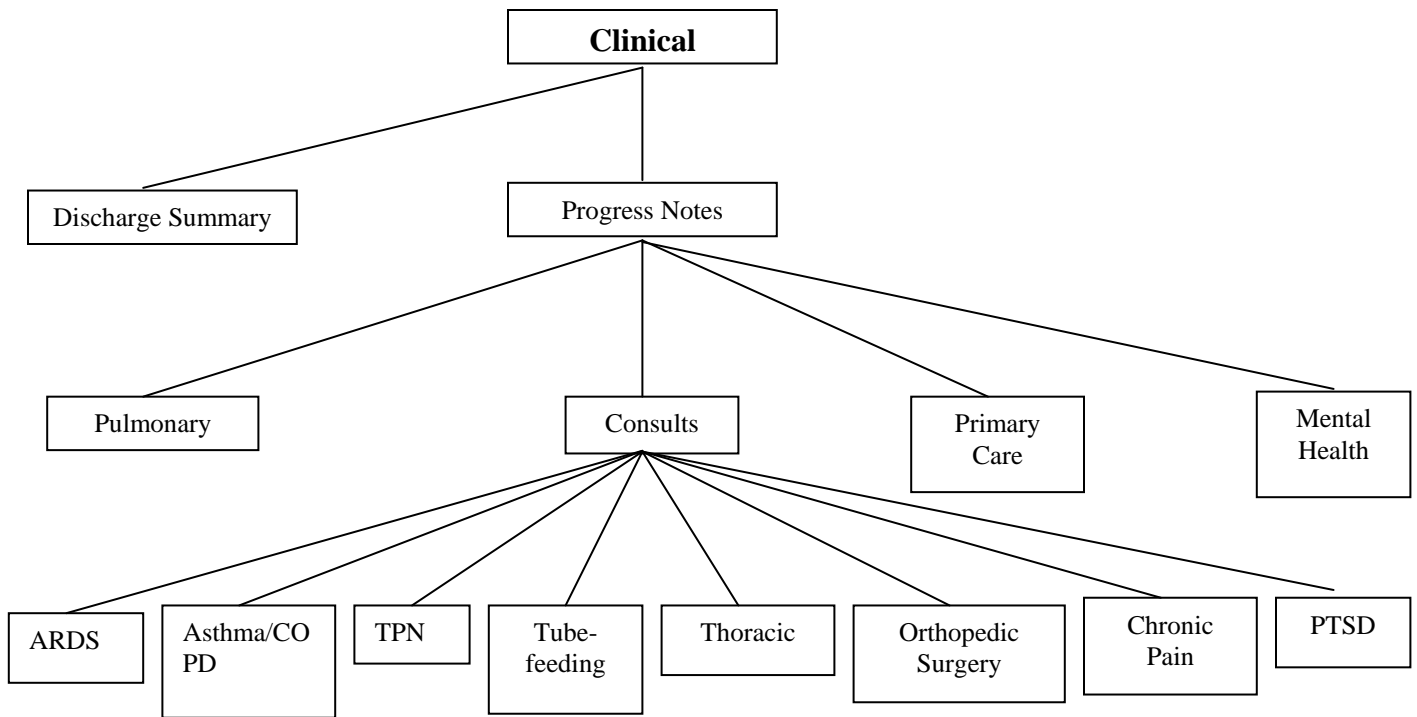 Clinical
Discharge Summary
Progress Notes
Pulmonary
Consults
Primary
Care
Mental
Health
ARDS
Asthma/CO
PD
TPN
Tube-
feeding
Thoracic
Orthopedic
Surgery
Chronic
Pain
PTSD